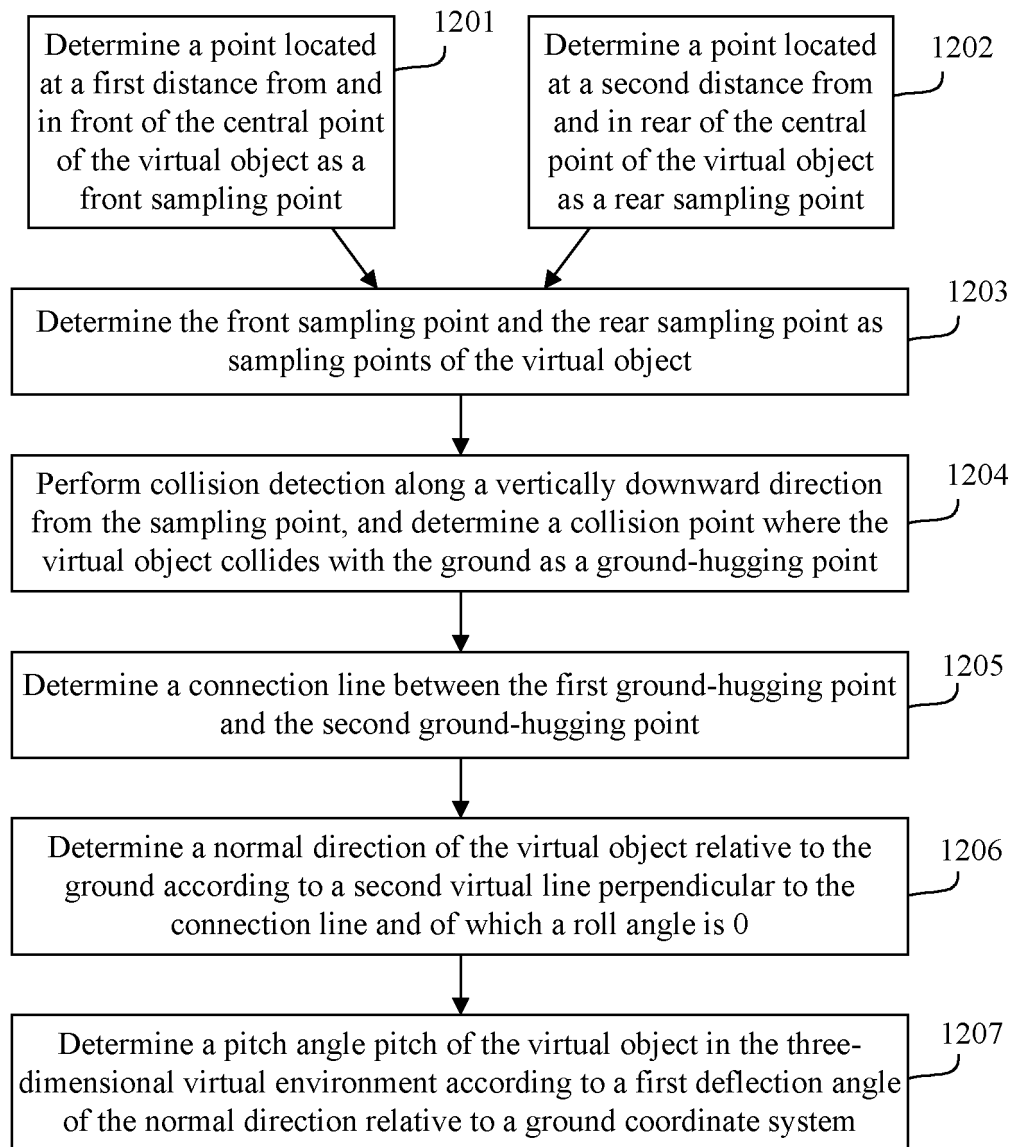 1201
Determine a point located
at a first distance from and
in front of the central point
of the virtual object as a
front sampling point
1202
Determine a point located
at a second distance from
and in rear of the central
point of the virtual object
as a rear sampling point
1203
Determine the front sampling point and the rear sampling point as
sampling points of the virtual object
1204
Perform collision detection along a vertically downward direction
from the sampling point, and determine a collision point where the
virtual object collides with the ground as a ground-hugging point
1205
Determine a connection line between the first ground-hugging point
and the second ground-hugging point
1206
Determine a normal direction of the virtual object relative to the
ground according to a second virtual line perpendicular to the
connection line and of which a roll angle is 0
1207
Determine a pitch angle pitch of the virtual object in the three-
dimensional virtual environment according to a first deflection angle
of the normal direction relative to a ground coordinate system